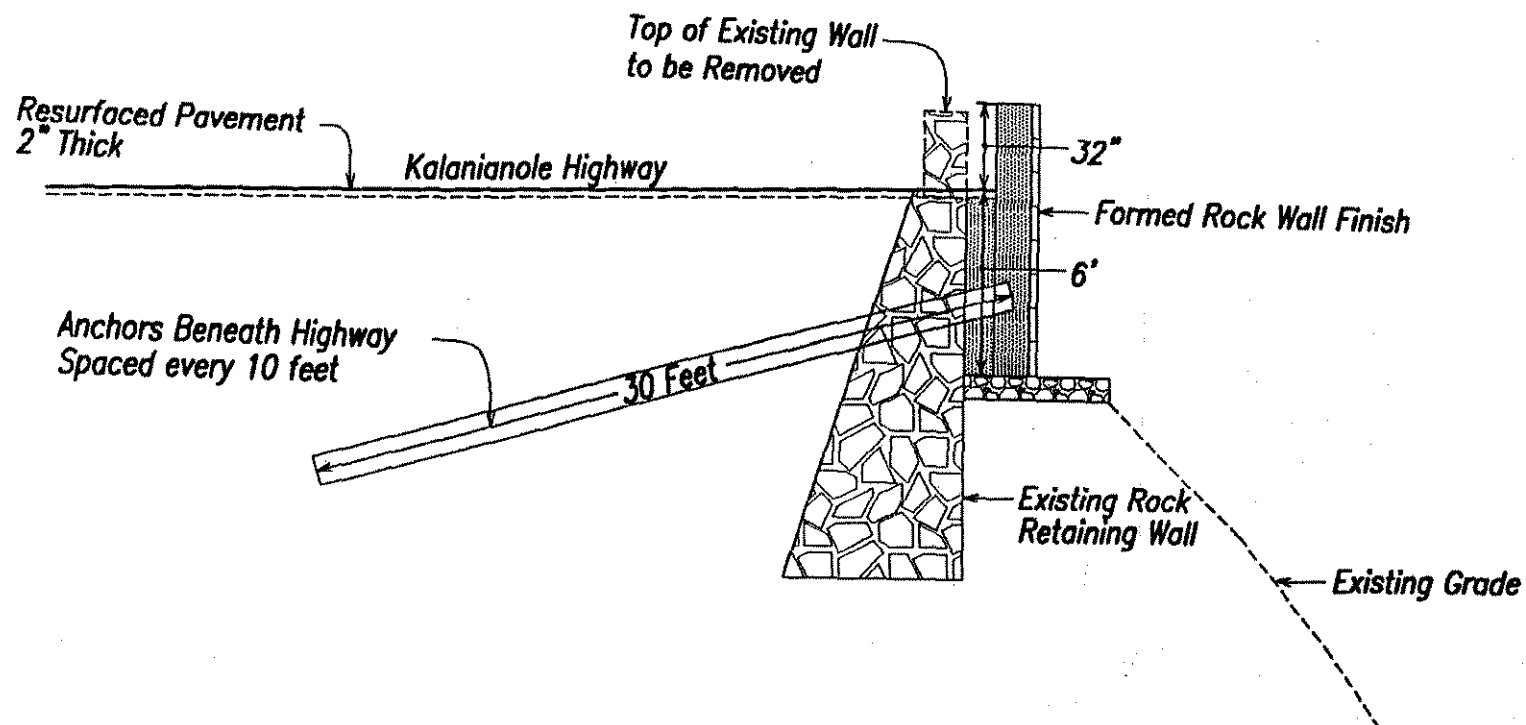 Top of Existing Wall
to be Removed
Resurfaced Pavement
2" Thick
Kalanianole Highway
32"
Formed Rock Wall Finish
6'
Anchors Beneath Highway
Spaced every 10 feet
30 Feet
Existing Rock
Retaining Wall
Existing Grade